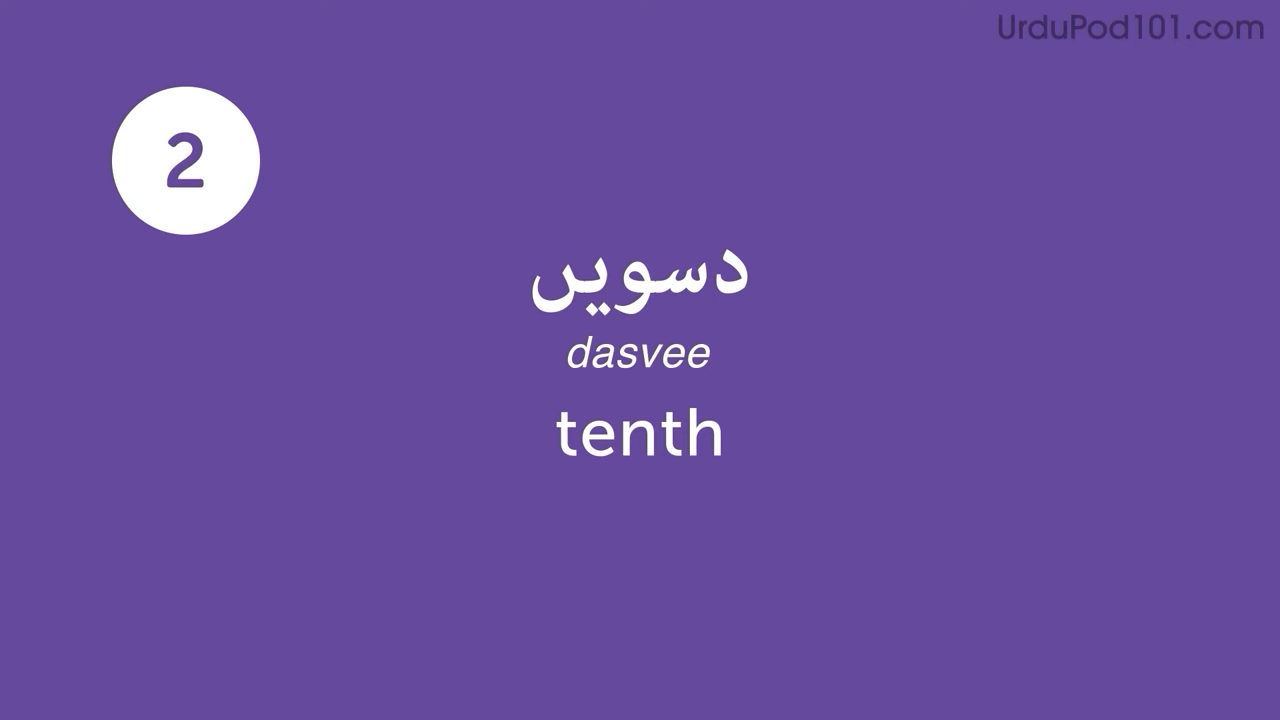 UrduPod101.com
2
دسویں
dasvee
tenth